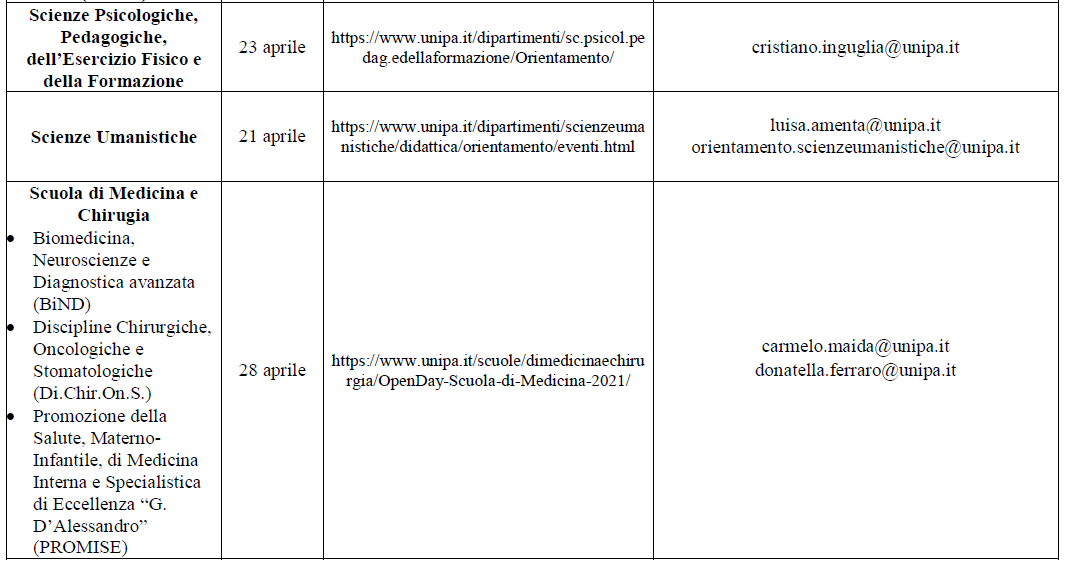 Scienze Psicologiche,
Pedagogiche,
dell'Esercizio Fisico e
della Formazione
23 aprile
https://www.unipa.it/dipartimenti/sc.psicol.pe
dag.edellaformazione/Orientamento/
cristiano.inguglia@unipa.it
Scienze Umanistiche
21 aprile
https://www.unipa.it/dipartimenti/scienzeuma
nistiche/didattica/orientamento/eventi.html
luisa.amenta@unipa.it
orientamento.scienzeumanistiche@unipa.it
Scuola di Medicina e
Chirugia
• Biomedicina,
Neuroscienze e
Diagnostica avanzata
(BiND)
• Discipline Chirurgiche,
Oncologiche e
Stomatologiche
(Di.Chir.On.S.)
• Promozione della
Salute, Materno-
Infantile, di Medicina
Interna e Specialistica
di Eccellenza “G.
D’Alessandro”
(PROMISE)
28 aprile
https://www.unipa.it/scuole/dimedicinaechiru
rgia/OpenDay-Scuola-di-Medicina-2021/
carmelo.maida@unipa.it
donatella.ferraro@unipa.it